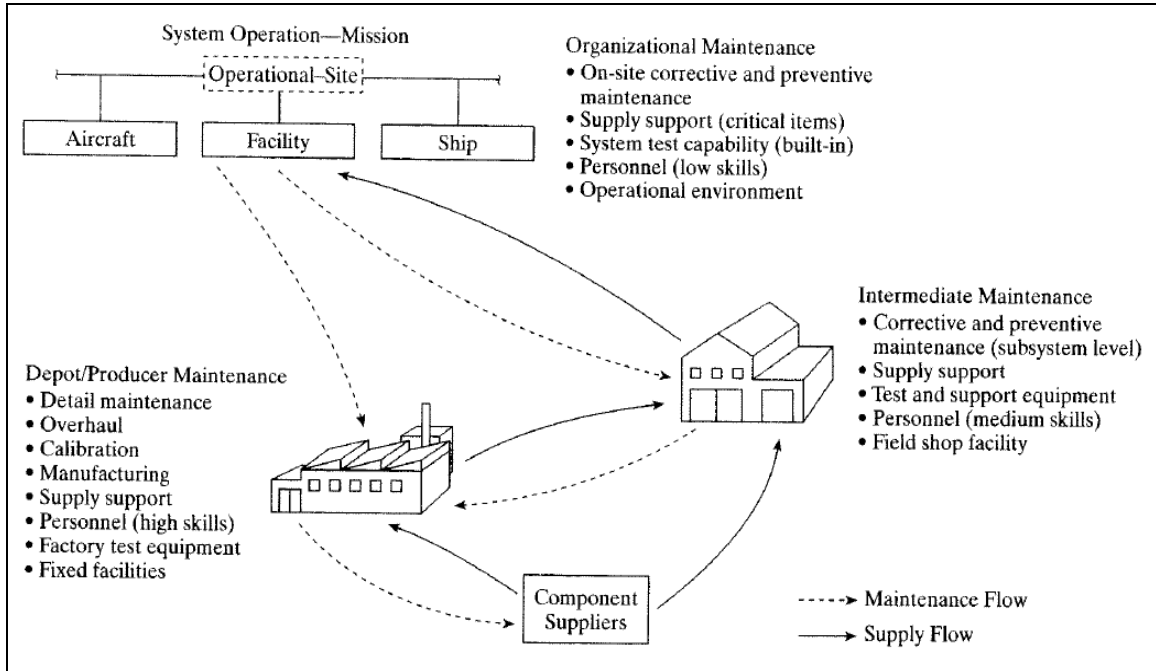 System Operation—Mission
Operational–Site
Aircraft
Facility
Ship
Organizational Maintenance
• On-site corrective and preventive
maintenance
• Supply support (critical items)
• System test capability (built-in)
• Personnel (low skills)
• Operational environment
Intermediate Maintenance
• Corrective and preventive
maintenance (subsystem level)
• Supply support
• Test and support equipment
• Personnel (medium skills)
• Field shop facility
Depot/Producer Maintenance
• Detail maintenance
• Overhaul
• Calibration
• Manufacturing
• Supply support
• Personnel (high skills)
• Factory test equipment
• Fixed facilities
Component
Suppliers
Maintenance Flow
Supply Flow